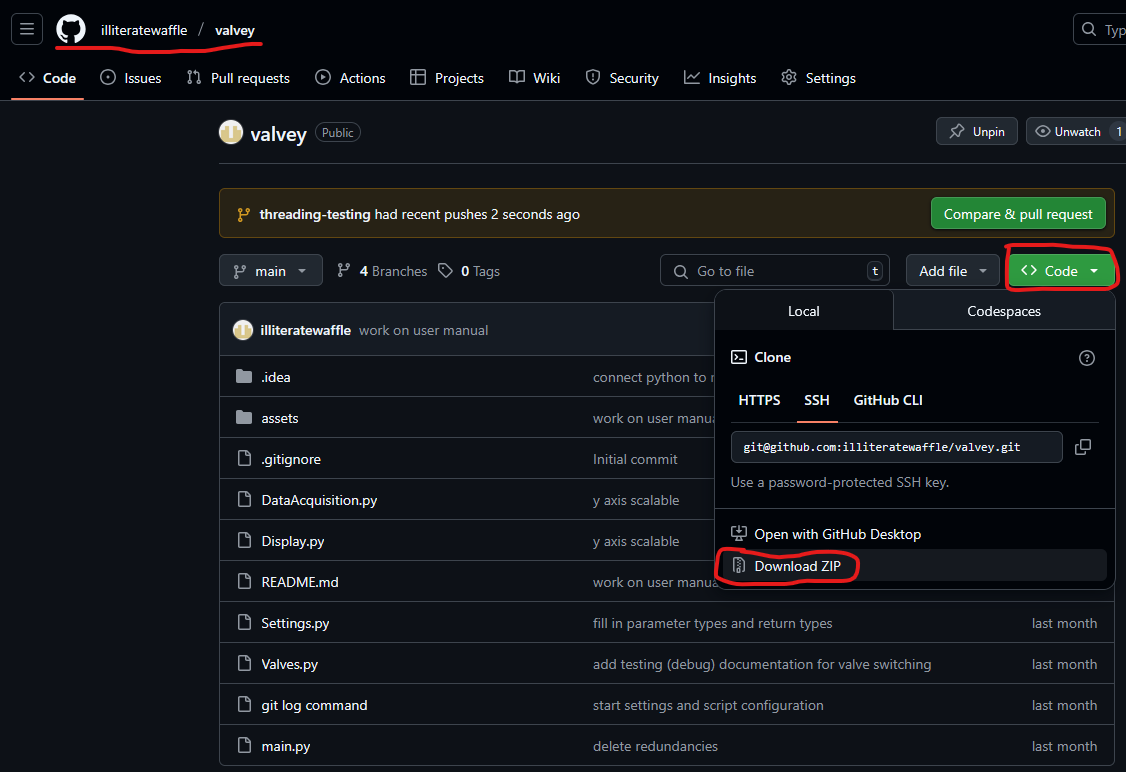 illiteratewaffle / valvey
Typ
Code Issues Pull requests Actions Projects Wiki Security Insights Settings
valvey Public
Unpin Unwatch 1
threading-testing had recent pushes 2 seconds ago
Compare & pull request
main 4 Branches 0 Tags
Go to file t
Add file
Code
Local Codespaces
illiteratewaffle work on user manual
Clone
.idea connect python to
HTTPS SSH GitHub CLI
assets work on user
git@github.com:illiteratewaffle/valvey.git
.gitignore Initial commit
Use a password-protected SSH key.
DataAcquisition.py y axis scalable
Open with GitHub Desktop
Display.py y axis scalable
Download ZIP
README.md work on user
Settings.py fill in parameter types and return types last month
Valves.py add testing (debug) documentation for valve switching last month
git log command start settings and script configuration last month
main.py delete redundancies last month